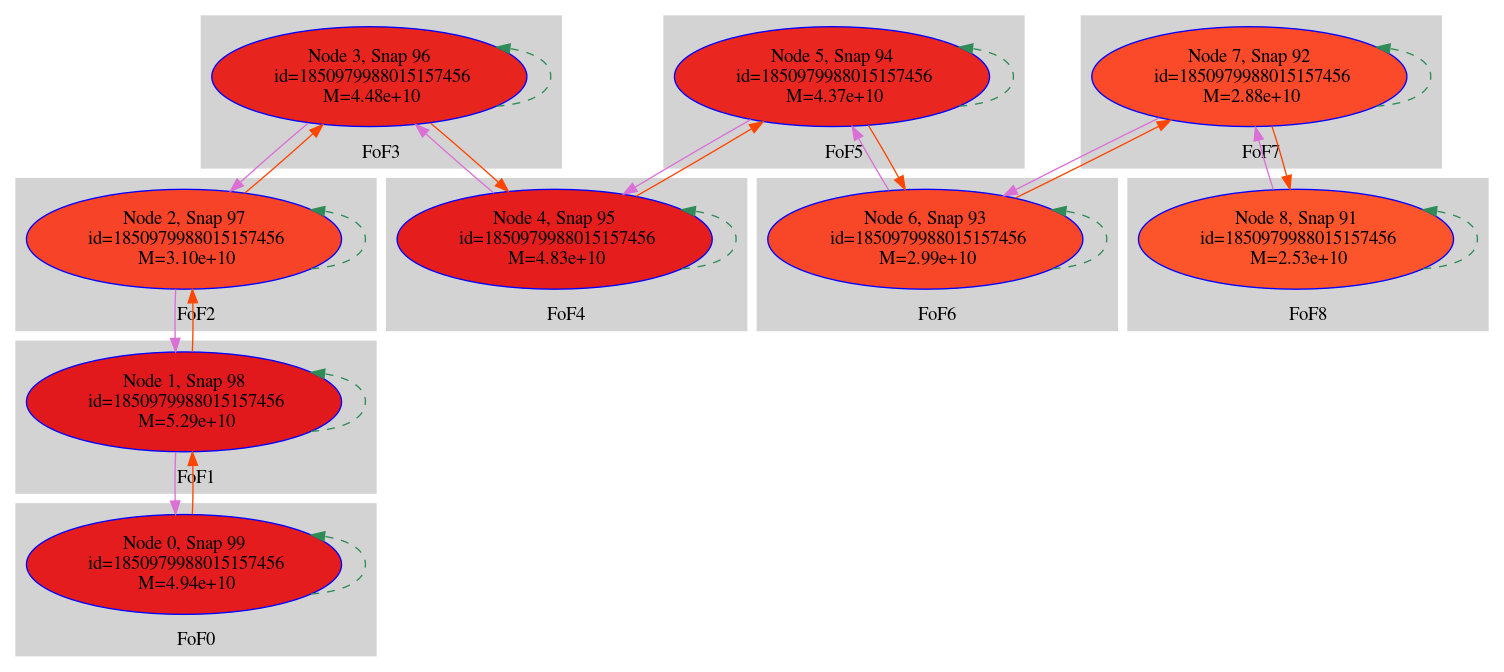 Node 3, Snap 96
id=1850979988015157456
M=4.48e+10
FoF3
Node 5, Snap 94
id=1850979988015157456
M=4.37e+10
FoF5
Node 7, Snap 92
id=1850979988015157456
M=2.88e+10
FoF7
Node 2, Snap 97
id=1850979988015157456
M=3.10e+10
FoF2
Node 4, Snap 95
id=1850979988015157456
M=4.83e+10
FoF4
Node 6, Snap 93
id=1850979988015157456
M=2.99e+10
FoF6
Node 8, Snap 91
id=1850979988015157456
M=2.53e+10
FoF8
Node 1, Snap 98
id=1850979988015157456
M=5.29e+10
FoF1
Node 0, Snap 99
id=1850979988015157456
M=4.94e+10
FoF0